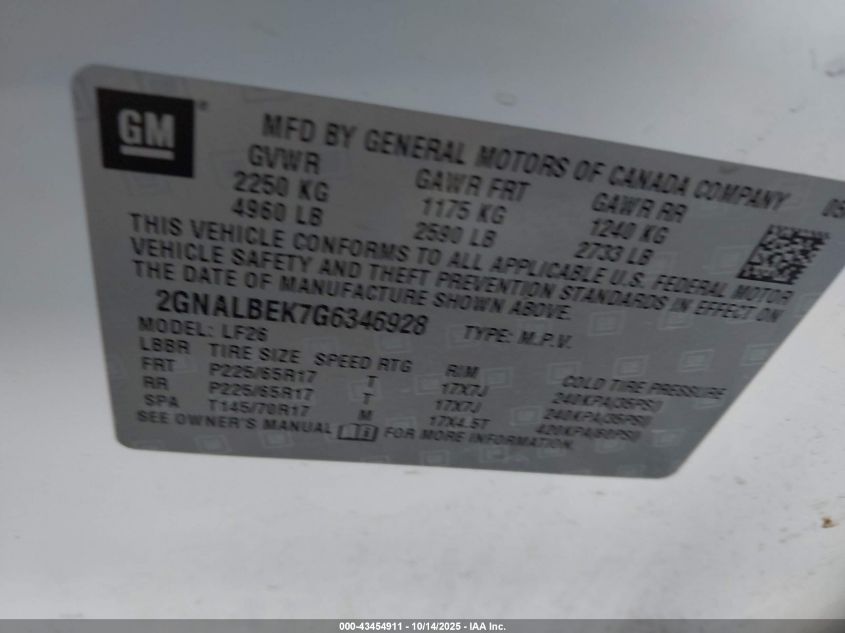 GM ®
MFD BY GENERAL MOTORS OF CANADA COMPANY
GVWR GAWR FRT GAWR RR
2250 KG 1175 KG 1240 KG
4960 LB 2590 LB 2733 LB
THIS VEHICLE CONFORMS TO ALL APPLICABLE U.S. FEDERAL MOTOR
VEHICLE SAFETY AND THEFT PREVENTION STANDARDS IN EFFECT ON
THE DATE OF MANUFACTURE SHOWN ABOVE.
2GNALBEK7G6346928 TYPE: M.P.V.
MODEL: LF26
LBBR TIRE SIZE SPEED RTG RIM COLD TIRE PRESSURE
FRT P225/65R17 T 17X7J 240KPA(35PSI)
RR P225/65R17 T 17X7J 240KPA(35PSI)
SPA T145/70R17 M 17X4.5T 420KPA(60PSI)
SEE OWNER'S MANUAL FOR MORE INFORMATION.
000-43454911 - 10/14/2025 - IAA Inc.